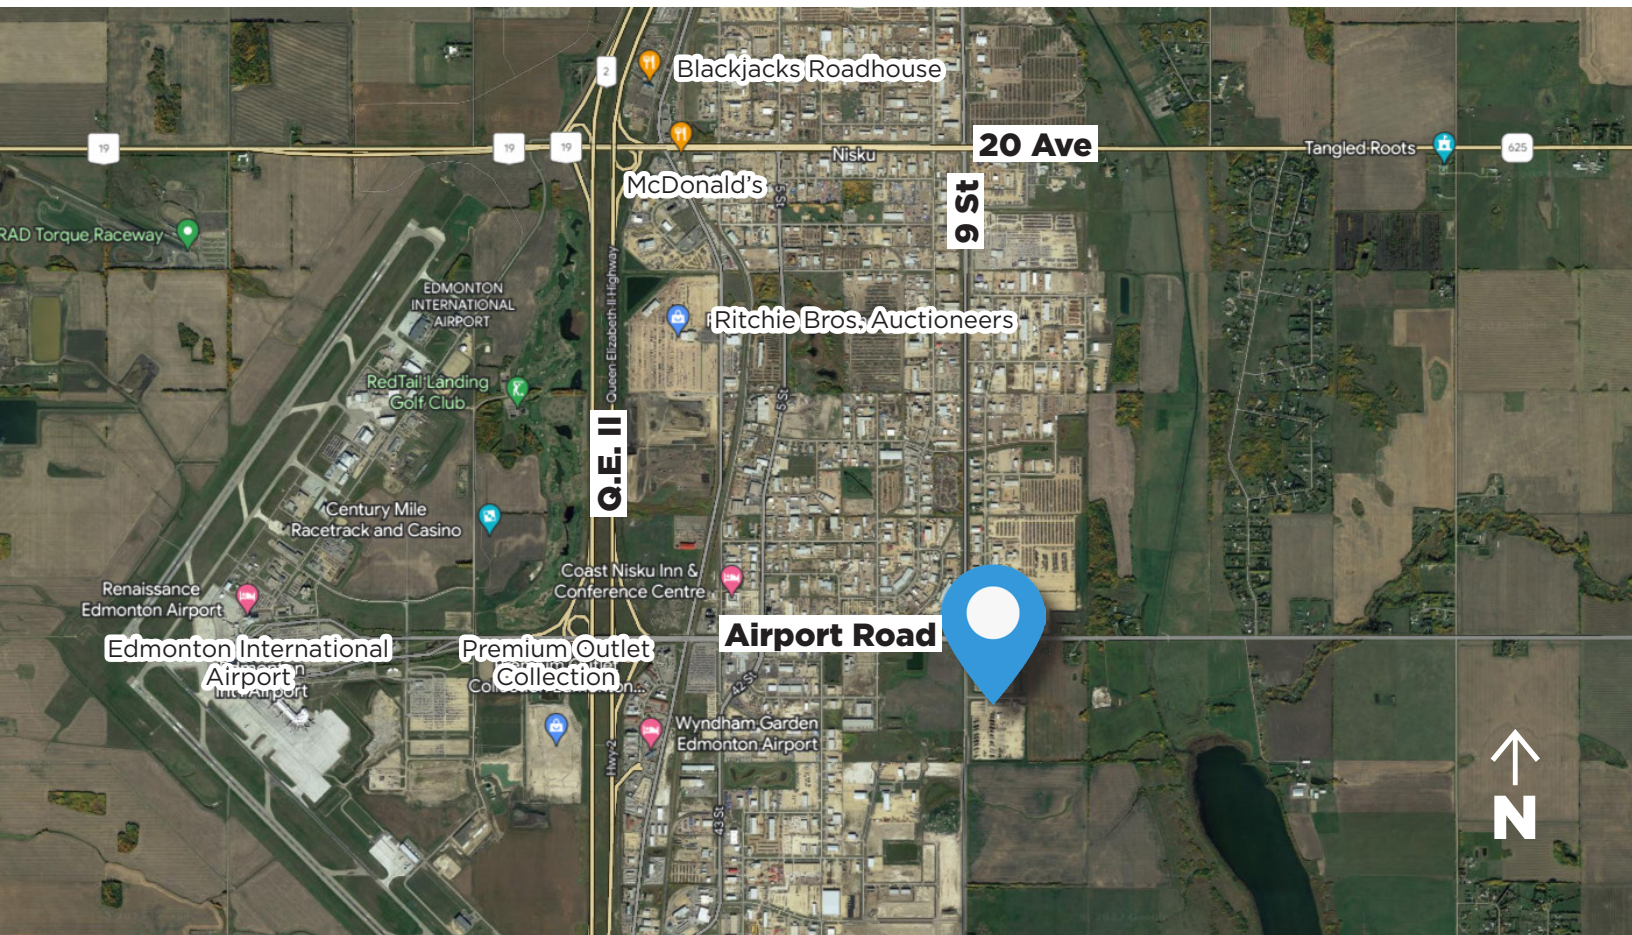 2
Blackjacks Roadhouse
19
19
19
20 Ave
Nisku
Tangled Roots
625
McDonald's
9 St
RAD Torque Raceway
EDMONTON
INTERNATIONAL
AIRPORT
Queen Elizabeth II Highway
Ritchie Bros. Auctioneers
RedTail Landing
Golf Club
5 St
Q.E. II
Century Mile
Racetrack and Casino
Coast Nisku Inn &
Conference Centre
Renaissance
Edmonton Airport
Airport Road
Edmonton International
Airport
Int'l Airport
Premium Outlet
Collection
42 St
Wyndham Garden
Edmonton Airport
Hwy 2
43 St
N